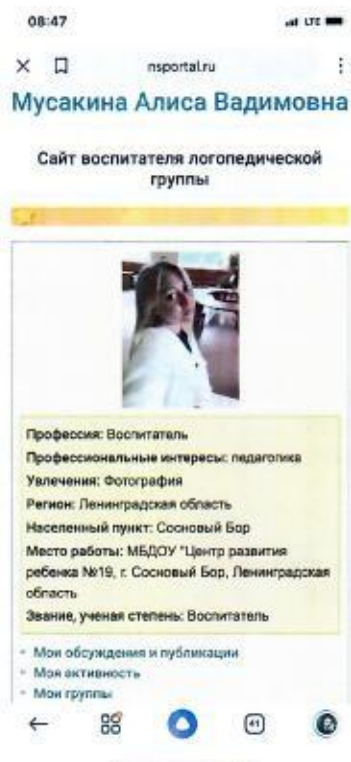 08:47
LTE
nsportal.ru
Мусакина Алиса Вадимовна
Сайт воспитателя логопедической
группы
Профессия: Воспитатель
Профессиональные интересы: педагогика
Увлечения: Фотография
Регион: Ленинградская область
Населенный пункт: Сосновый Бор
Место работы: МБДОУ "Центр развития
ребенка №19, г. Сосновый Бор, Ленинградская
область
Звание, ученая степень: Воспитатель
Мои обсуждения и публикации
Моя активность
Мои группы
41